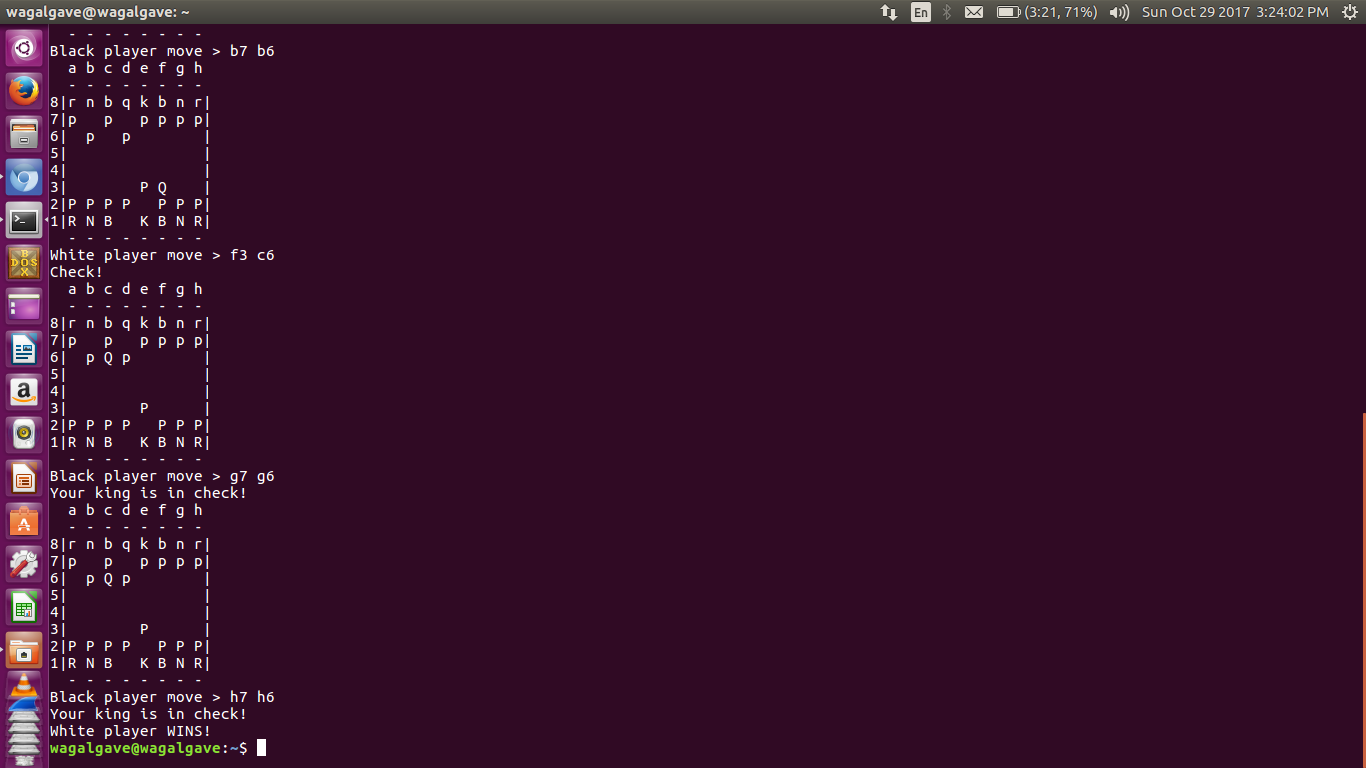 wagalgave@wagalgave: ~
En (3:21, 71%) Sun Oct 29 2017 3:24:02 PM
  - - - - - - - -
Black player move > b7 b6
  a b c d e f g h
  - - - - - - - -
8|r n b q k b n r|
7|p   p   p p p p|
6|  p   p        |
5|               |
4|               |
3|        P Q    |
2|P P P P   P P P|
1|R N B   K B N R|
  - - - - - - - -
White player move > f3 c6
Check!
  a b c d e f g h
  - - - - - - - -
8|r n b q k b n r|
7|p   p   p p p p|
6|  p Q p        |
5|               |
4|               |
3|        P      |
2|P P P P   P P P|
1|R N B   K B N R|
  - - - - - - - -
Black player move > g7 g6
Your king is in check!
  a b c d e f g h
  - - - - - - - -
8|r n b q k b n r|
7|p   p   p p p p|
6|  p Q p        |
5|               |
4|               |
3|        P      |
2|P P P P   P P P|
1|R N B   K B N R|
  - - - - - - - -
Black player move > h7 h6
Your king is in check!
White player WINS!
wagalgave@wagalgave:~$
BOX
DOS
a
A